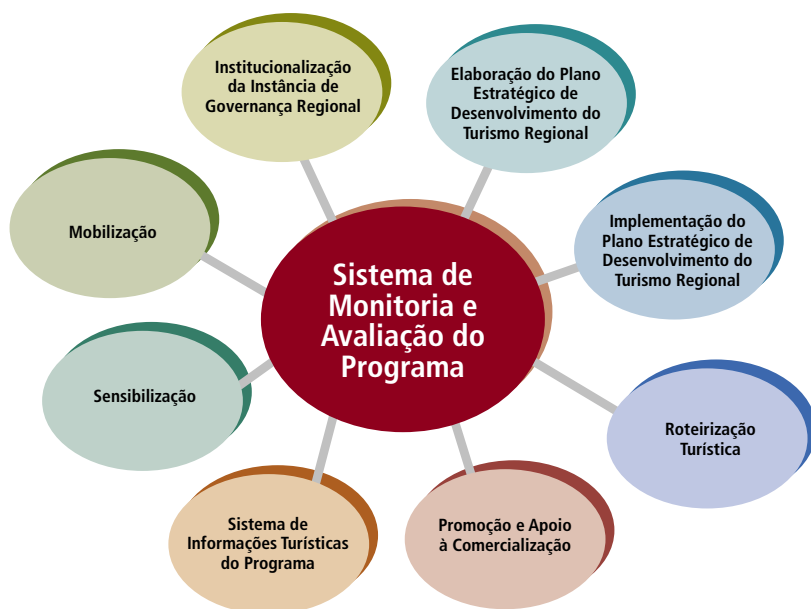 Institucionalização
da Instância de
Governança Regional
Elaboração do Plano
Estratégico de
Desenvolvimento do
Turismo Regional
Mobilização
Implementação do
Plano Estratégico de
Desenvolvimento do
Turismo Regional
Sistema de
Monitoria e
Avaliação do
Programa
Sensibilização
Roteirização
Turística
Sistema de
Informações Turísticas
do Programa
Promoção e Apoio
à Comercialização